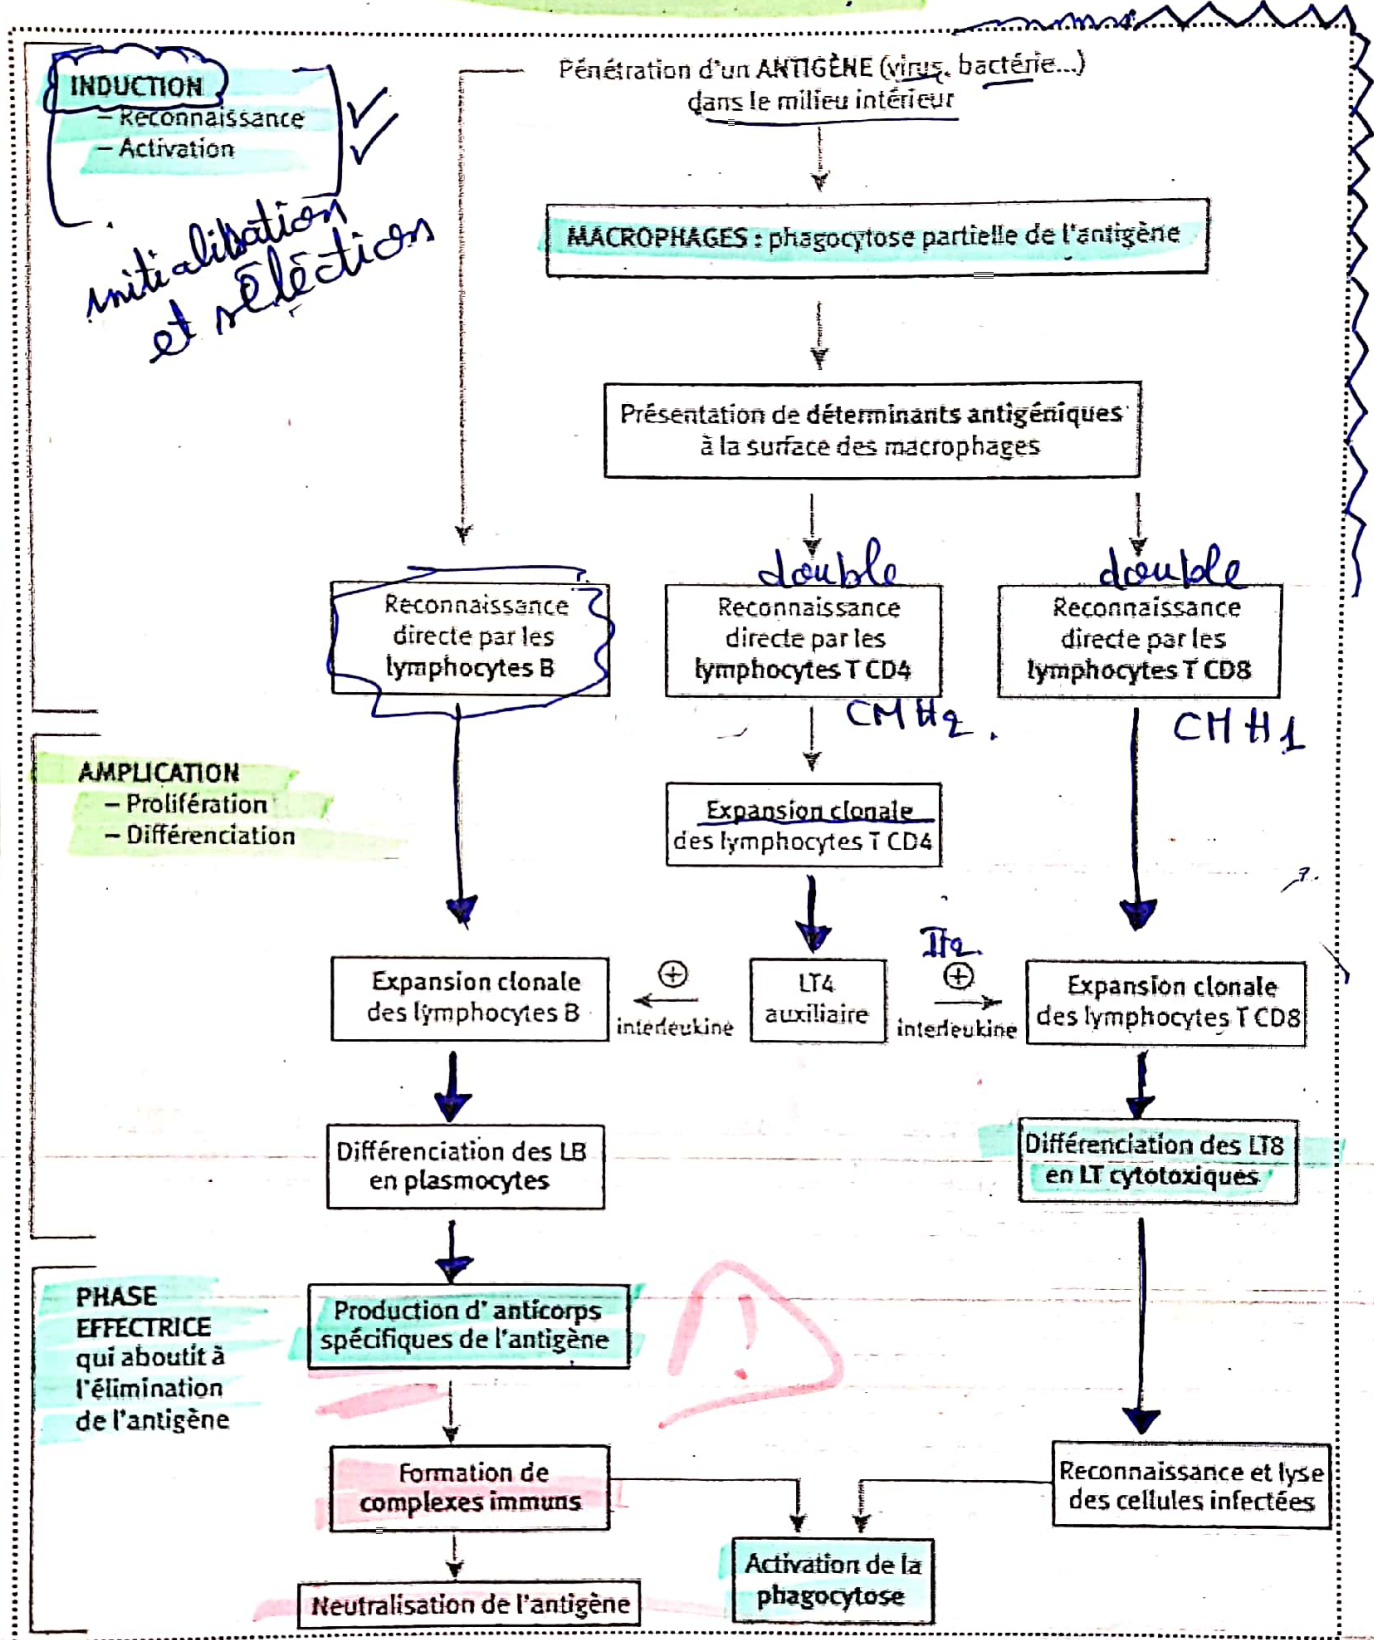 INDUCTION
– Reconnaissance
– Activation
initialisation
et séléction
Pénétration d'un ANTIGÈNE (virus, bactérie...)
dans le milieu intérieur
MACROPHAGES : phagocytose partielle de l'antigène
Présentation de déterminants antigéniques
à la surface des macrophages
Reconnaissance
directe par les
lymphocytes B
double
Reconnaissance
directe par les
lymphocytes T CD4
CMH2.
double
Reconnaissance
directe par les
lymphocytes T CD8
CMH1
AMPLICATION
– Prolifération
– Différenciation
Expansion clonale
des lymphocytes T CD4
Expansion clonale
des lymphocytes B
+
interleukine
LT4
auxiliaire
+
interleukine
Expansion clonale
des lymphocytes T CD8
Différenciation des LB
en plasmocytes
Différenciation des LT8
en LT cytotoxiques
PHASE
EFFECTRICE
qui aboutit à
l'élimination
de l'antigène
Production d' anticorps
spécifiques de l'antigène
!
Formation de
complexes immuns
Reconnaissance et lyse
des cellules infectées
Neutralisation de l'antigène
Activation de la
phagocytose